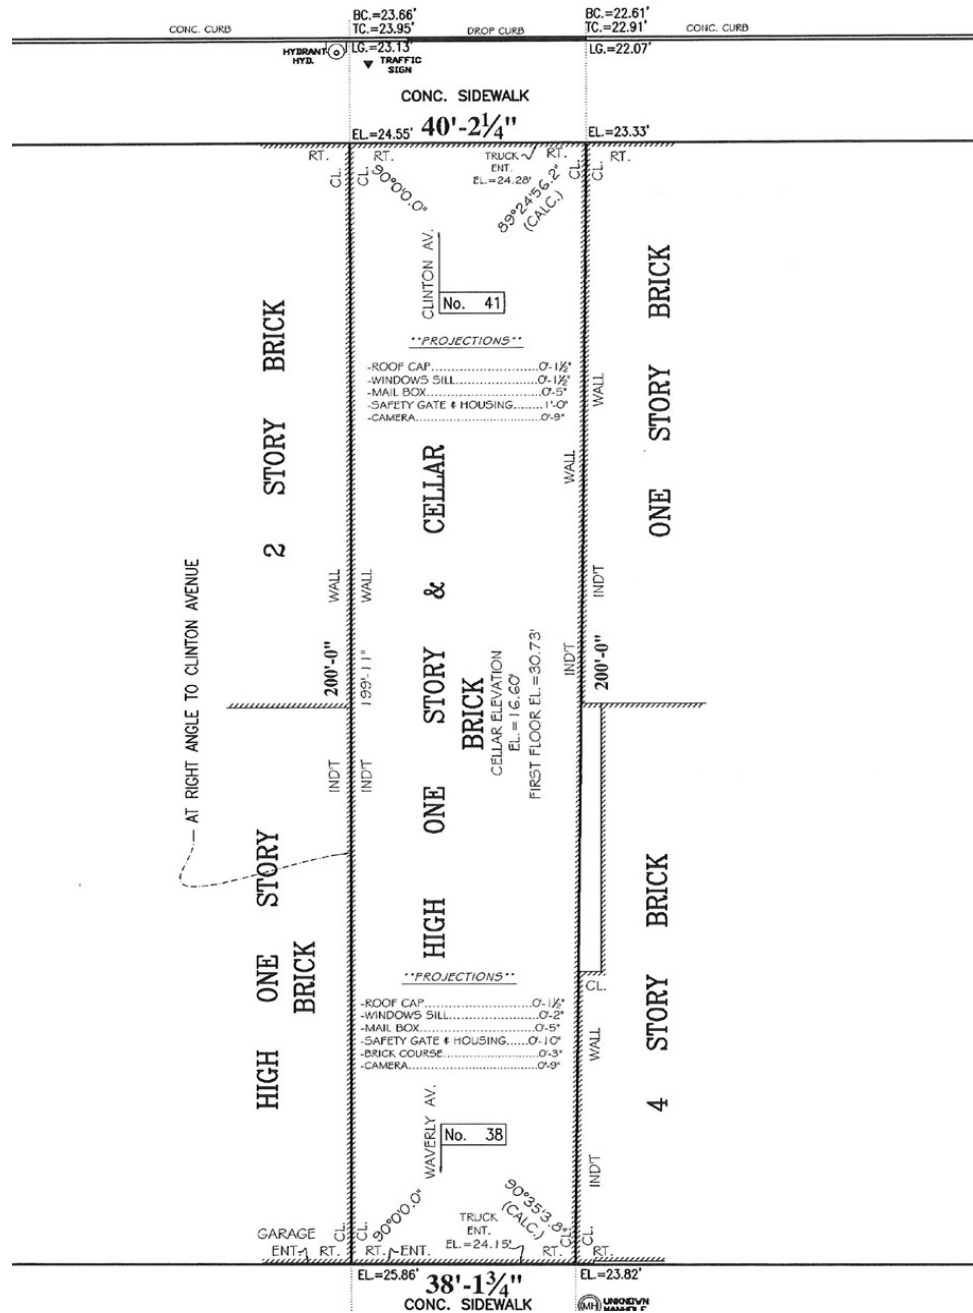 BC.=23.66'
BC.=22.61'
CONC. CURB
TC.=23.95'
DROP CURB
TC.=22.91'
CONC. CURB
HYDRANT
HYD.
LG.=23.13'
LG.=22.07'
TRAFFIC
SIGN
CONC. SIDEWALK
EL.=24.55'
40'-2¼"
EL.=23.33'
RT.
RT.
TRUCK
ENT.
EL.=24.28'
RT.
RT.
CL.
CL.
CL.
CL.
90°0'0.0"
89°24'56.2"
(CALC.)
CLINTON AV.
No. 41
**PROJECTIONS**
-ROOF CAP..................0'-1½"
-WINDOWS SILL..............0'-1½"
-MAIL BOX......................0'-5"
-SAFETY GATE & HOUSING.......1'-0"
-CAMERA.......................0'-9"
2 STORY BRICK
ONE STORY BRICK
WALL
WALL
WALL
WALL
IND'T
IND'T
HIGH ONE STORY & CELLAR
BRICK
CELLAR ELEVATION
EL.=16.60'
FIRST FLOOR EL.=30.73'
200'-0"
199'-11"
200'-0"
AT RIGHT ANGLE TO CLINTON AVENUE
IND'T
IND'T
HIGH ONE STORY
BRICK
4 STORY BRICK
**PROJECTIONS**
-ROOF CAP..................0'-1½"
-WINDOWS SILL..............0'-2"
-MAIL BOX......................0'-5"
-SAFETY GATE & HOUSING.....0'-10"
-BRICK COURSE...............0'-3"
-CAMERA.......................0'-9"
CL.
WALL
IND'T
WAVERLY AV.
No. 38
90°0'0.0"
90°35'3.8"
(CALC.)
GARAGE
ENT.
RT.
CL.
CL.
RT.
ENT.
TRUCK
ENT.
EL.=24.15'
RT.
CL.
CL.
RT.
EL.=25.86'
38'-1¾"
EL.=23.82'
CONC. SIDEWALK
MH
UNKNOWN
MANHOLE